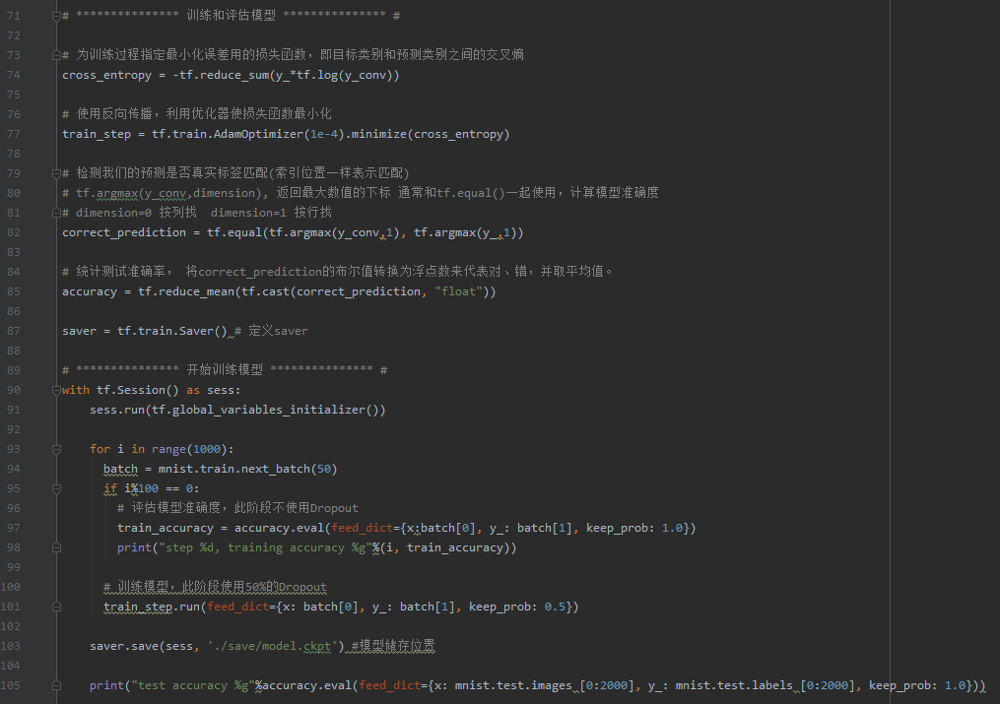 71 # *************** 训练和评估模型 *************** #
72
73 # 为训练过程指定最小化误差用的损失函数，即目标类别和预测类别之间的交叉熵
74 cross_entropy = -tf.reduce_sum(y_*tf.log(y_conv))
75
76 # 使用反向传播，利用优化器使损失函数最小化
77 train_step = tf.train.AdamOptimizer(1e-4).minimize(cross_entropy)
78
79 # 检测我们的预测是否真实标签匹配(索引位置一样表示匹配)
80 # tf.argmax(y_conv,dimension), 返回最大数值的下标 通常和tf.equal()一起使用，计算模型准确度
81 # dimension=0 按列找  dimension=1 按行找
82 correct_prediction = tf.equal(tf.argmax(y_conv,1), tf.argmax(y_,1))
83
84 # 统计测试准确率， 将correct_prediction的布尔值转换为浮点数来代表对、错，并取平均值。
85 accuracy = tf.reduce_mean(tf.cast(correct_prediction, "float"))
86
87 saver = tf.train.Saver() # 定义saver
88
89 # *************** 开始训练模型 *************** #
90 with tf.Session() as sess:
91     sess.run(tf.global_variables_initializer())
92
93     for i in range(1000):
94       batch = mnist.train.next_batch(50)
95       if i%100 == 0:
96         # 评估模型准确度，此阶段不使用Dropout
97         train_accuracy = accuracy.eval(feed_dict={x:batch[0], y_: batch[1], keep_prob: 1.0})
98         print("step %d, training accuracy %g"%(i, train_accuracy))
99
100       # 训练模型，此阶段使用50%的Dropout
101       train_step.run(feed_dict={x: batch[0], y_: batch[1], keep_prob: 0.5})
102
103     saver.save(sess, './save/model.ckpt') #模型储存位置
104
105     print("test accuracy %g"%accuracy.eval(feed_dict={x: mnist.test.images [0:2000], y_: mnist.test.labels [0:2000], keep_prob: 1.0}))